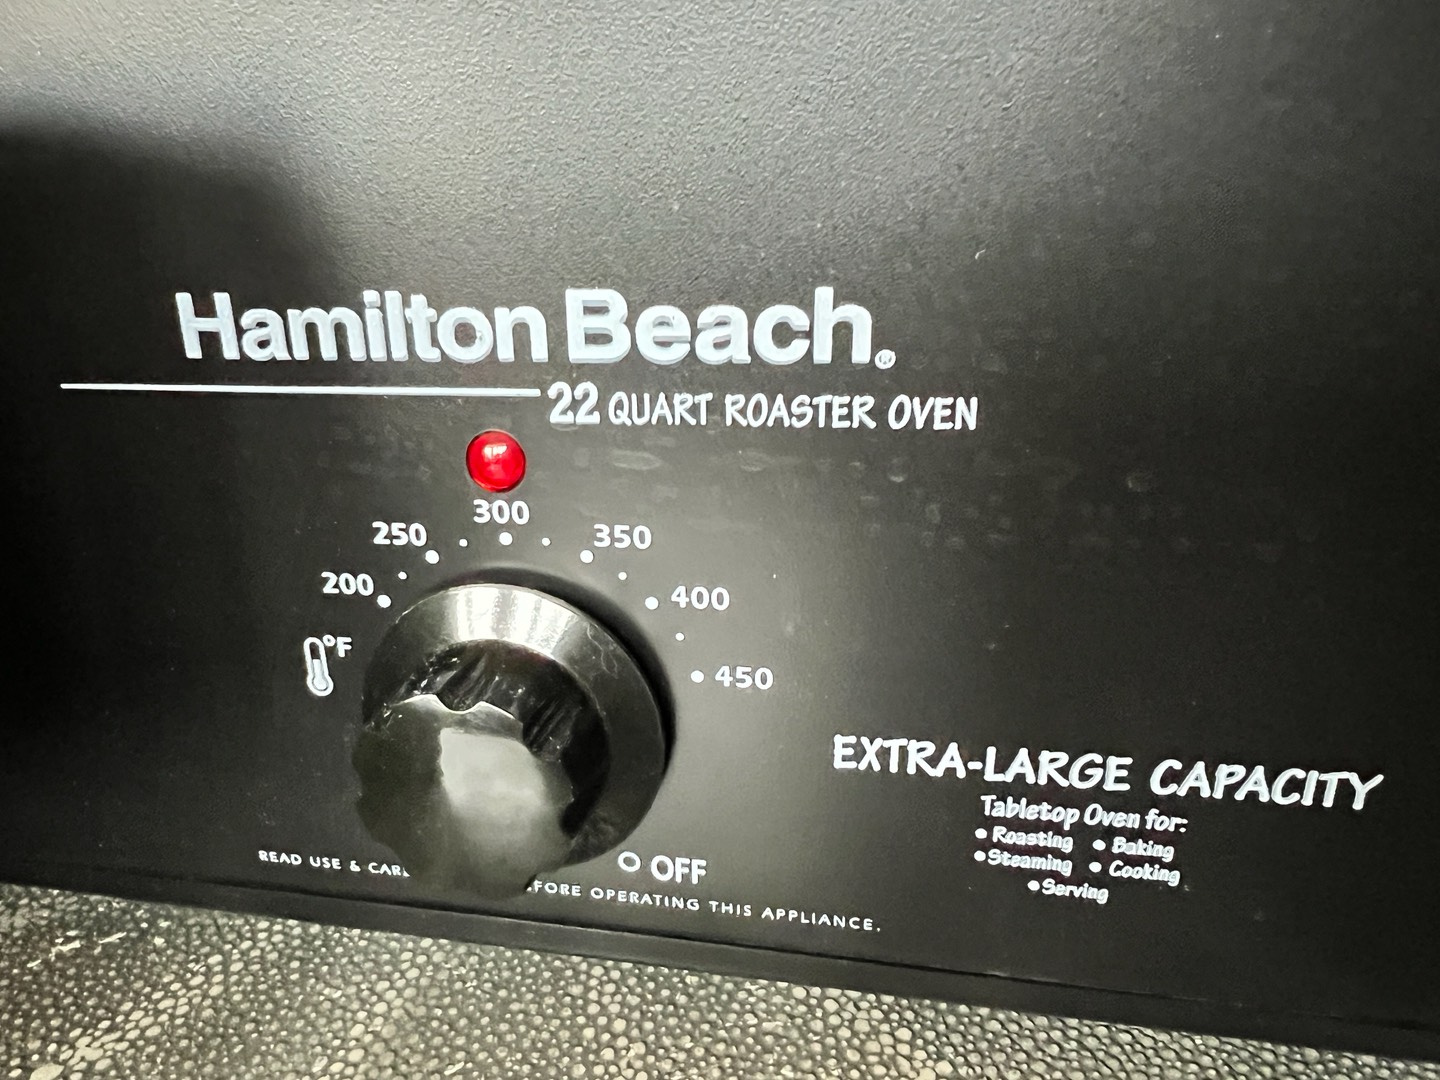 Hamilton Beach®
22 QUART ROASTER OVEN
300
250
350
200
400
°F
450
EXTRA-LARGE CAPACITY
Tabletop Oven for:
• Roasting • Baking
• Steaming • Cooking
• Serving
O OFF
READ USE & CAR
FORE OPERATING THIS APPLIANCE.